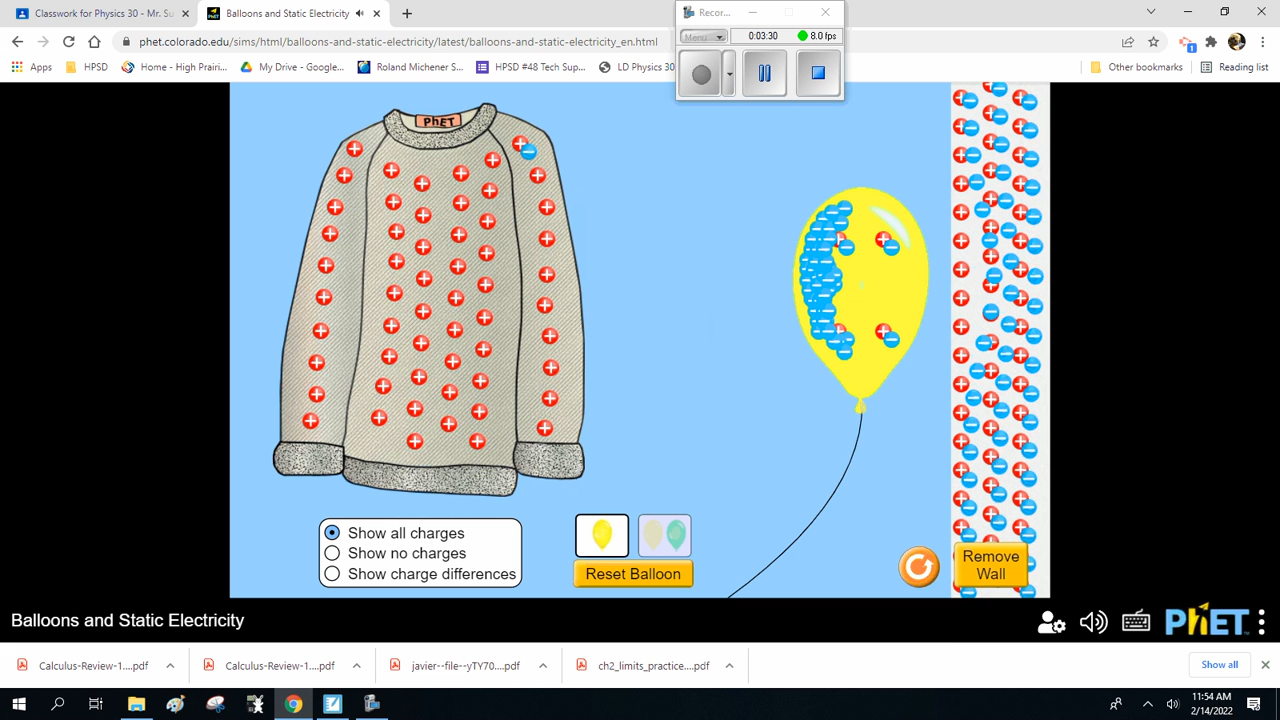 Classwork for Physics 30 - Mr. Su
Balloons and Static Electricity
Recor...
Menu
0:03:30
8.0 fps
phet.colorado.edu/sims/html/balloons-and-static-electricity/latest/balloons-and-static-electricity_en.html
1
Apps
HPSD
Home - High Prairi...
My Drive - Google...
Roland Michener S...
HPSD #48 Tech Sup...
LD Physics 30
Other bookmarks
Reading list
PhET
Show all charges
Show no charges
Show charge differences
Reset Balloon
Remove
Wall
Balloons and Static Electricity
PhET
Calculus-Review-1....pdf
Calculus-Review-1....pdf
javier--file--yTY70....pdf
ch2_limits_practice....pdf
Show all
11:54 AM
2/14/2022